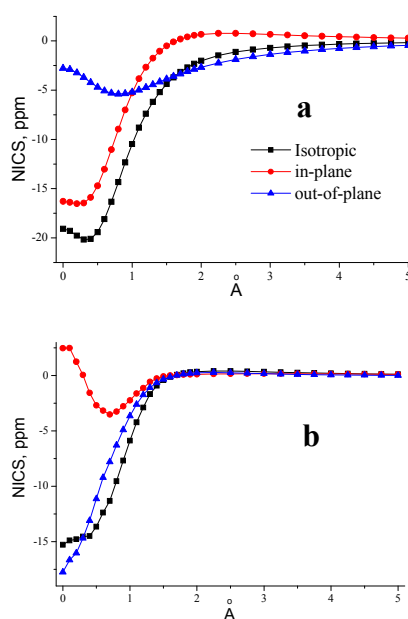 0
-5
-10
-15
-20
NICS, ppm
a
Isotropic
in-plane
out-of-plane
0 1 2 3 4 5
Å
0
-5
-10
-15
NICS, ppm
b
0 1 2 3 4 5
Å